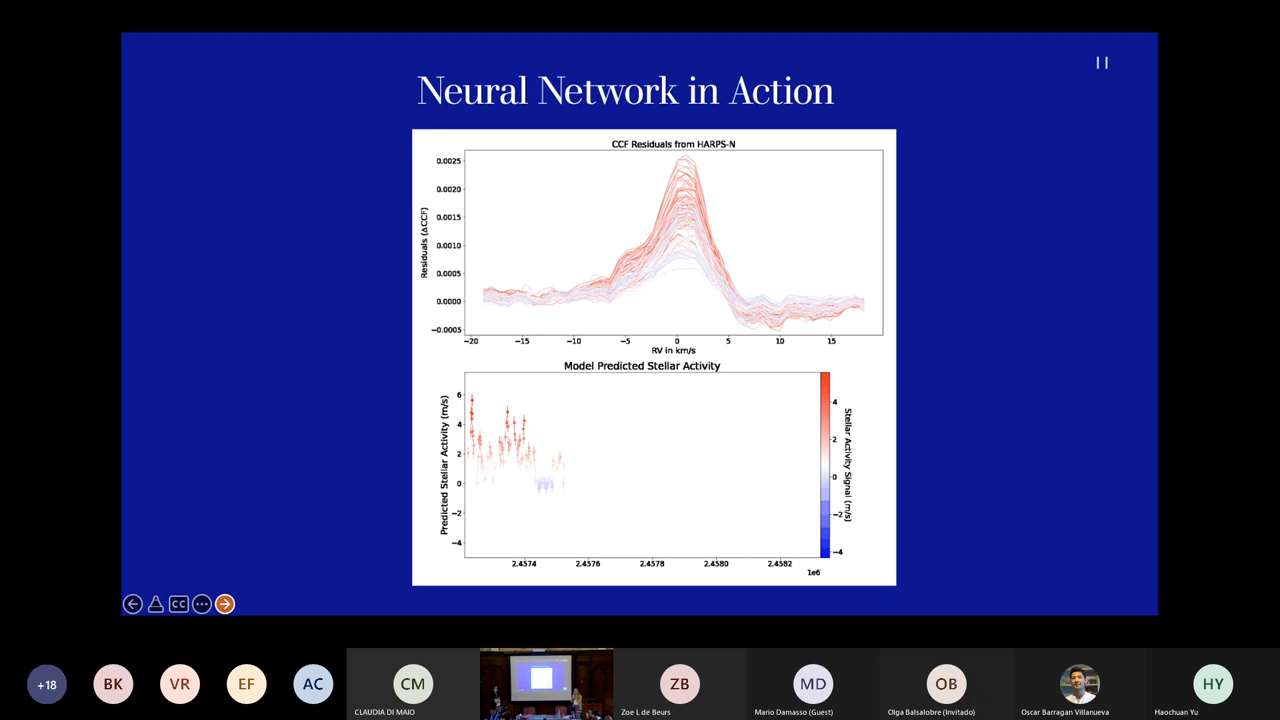 Neural Network in Action
CCF Residuals from HARPS-N
Residuals (ΔCCF)
0.0025
0.0020
0.0015
0.0010
0.0005
0.0000
−0.0005
−20 −15 −10 −5 0 5 10 15
RV in km/s
Model Predicted Stellar Activity
Predicted Stellar Activity (m/s)
6
4
2
0
−2
−4
2.4574 2.4576 2.4578 2.4580 2.4582
1e6
4
2
0
−2
−4
Stellar Activity Signal (m/s)
CC
+18 BK VR EF AC CM ZB MD OB HY
CLAUDIA DI MAIO Zoe L de Beurs Mario Damasso (Guest) Olga Balsalobre (Invitado) Oscar Barragan Villanueva Haochuan Yu